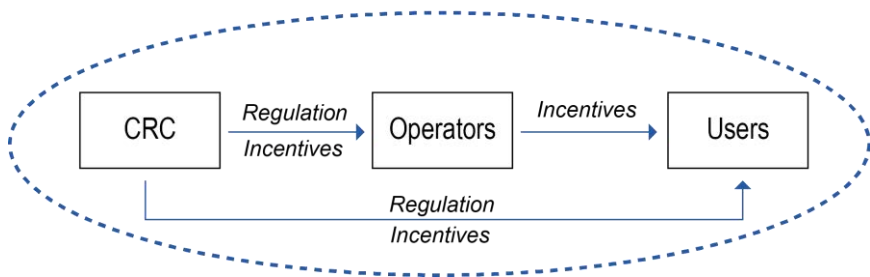 CRC
Regulation
Incentives
Operators
Incentives
Users
Regulation
Incentives